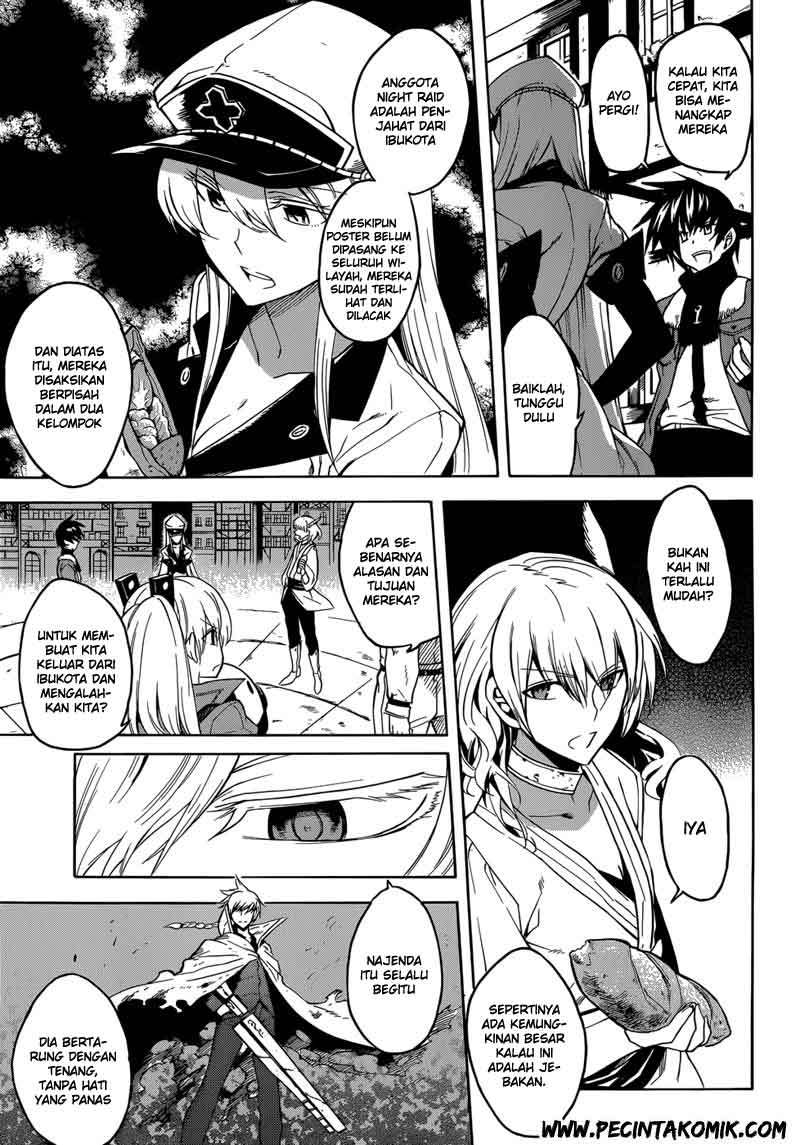 KALAU KITA
CEPAT, KITA
BISA ME-
NANGKAP
MEREKA
AYO
PERGI!
BAIKLAH,
TUNGGU
DULU
ANGGOTA
NIGHT RAID
ADALAH PEN-
JAHAT DARI
IBUKOTA
MESKIPUN
POSTER BELUM
DIPASANG KE
SELURUH WI-
LAYAH, MEREKA
SUDAH TERLI-
HAT DAN
DILACAK
DAN DIATAS
ITU, MEREKA
DISAKSIKAN
BERPISAH
DALAM DUA
KELOMPOK
BUKAN
KAH INI
TERLALU
MUDAH?
IYA
SEPERTINYA
ADA KEMUNG-
KINAN BESAR
KALAU INI
ADALAH JE-
BAKAN.
APA SE-
BENARNYA
ALASAN DAN
TUJUAN
MEREKA?
UNTUK MEM-
BUAT KITA
KELUAR DARI
IBUKOTA DAN
MENGALAH-
KAN KITA?
NAJENDA
ITU SELALU
BEGITU
DIA BERTA-
RUNG DENGAN
TENANG,
TANPA HATI
YANG PANAS
WWW.PECINTAKOMIK.COM